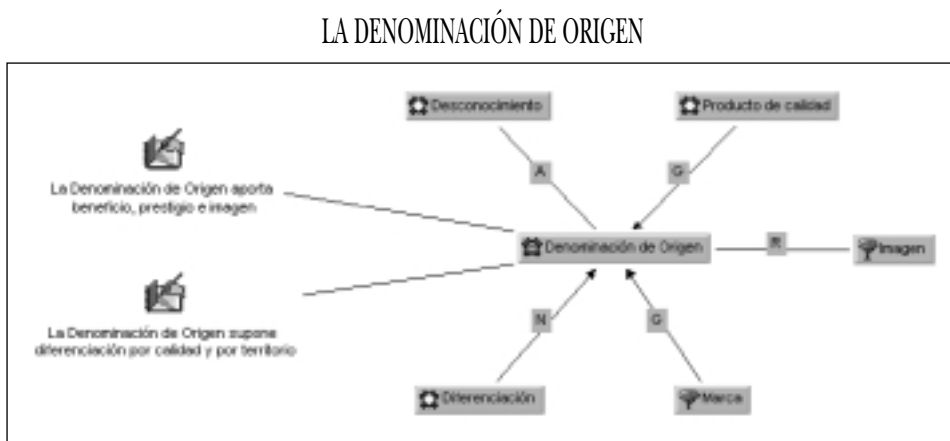 LA DENOMINACIÓN DE ORIGEN
Desconocimiento
Producto de calidad
A
G
La Denominación de Origen aporta
beneficio, prestigio e imagen
Denominación de Origen
R
Imagen
La Denominación de Origen supone
diferenciación por calidad y por territorio
N
G
Diferenciación
Marca